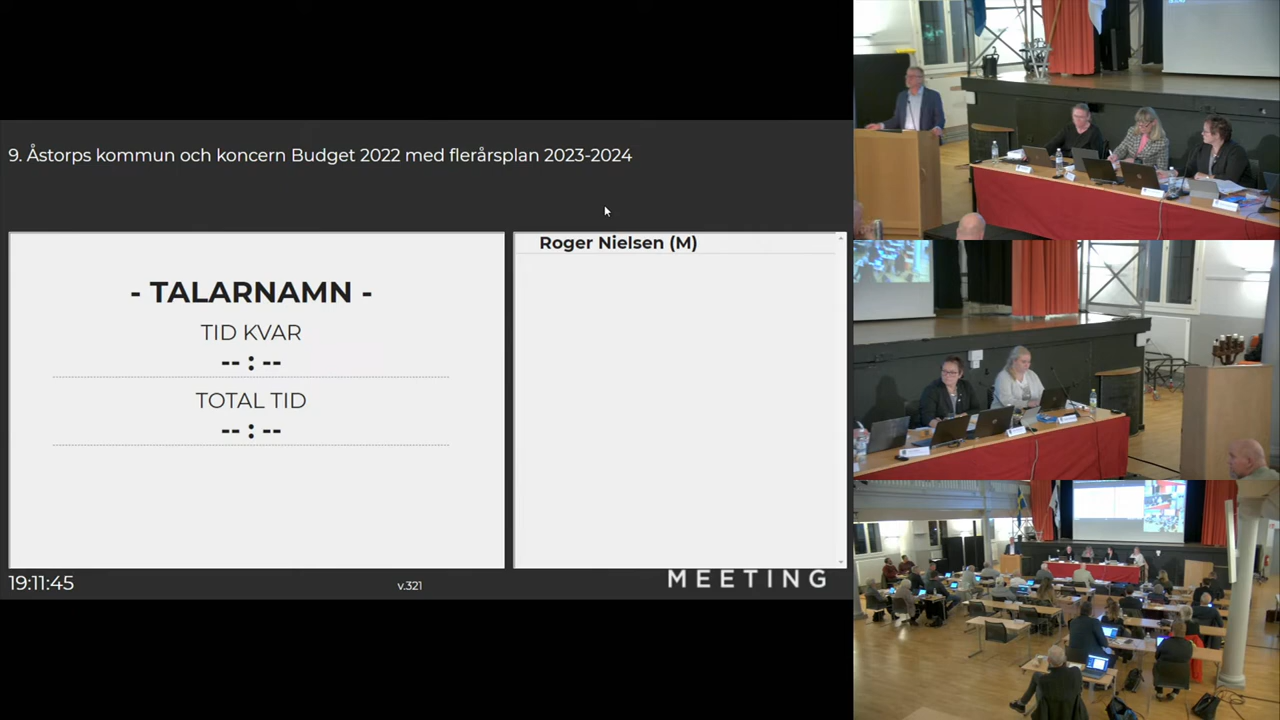 9. Åstorps kommun och koncern Budget 2022 med flerårsplan 2023-2024
- TALARNAMN -
TID KVAR
-- : --
TOTAL TID
-- : --
Roger Nielsen (M)
19:11:45
v.321
MEETING